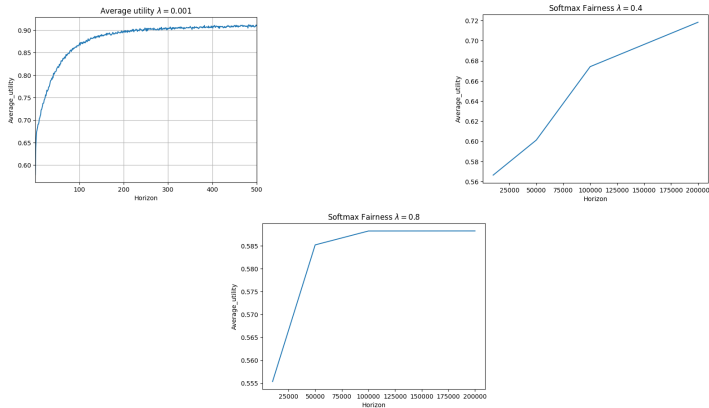 Average utility λ = 0.001
Average_utility
0.90
0.85
0.80
0.75
0.70
0.65
0.60
100 200 300 400 500
Horizon
Softmax Fairness λ = 0.4
Average_utility
0.72
0.70
0.68
0.66
0.64
0.62
0.60
0.58
0.56
25000 50000 75000 100000 125000 150000 175000 200000
Horizon
Softmax Fairness λ = 0.8
Average_utility
0.585
0.580
0.575
0.570
0.565
0.560
0.555
25000 50000 75000 100000 125000 150000 175000 200000
Horizon